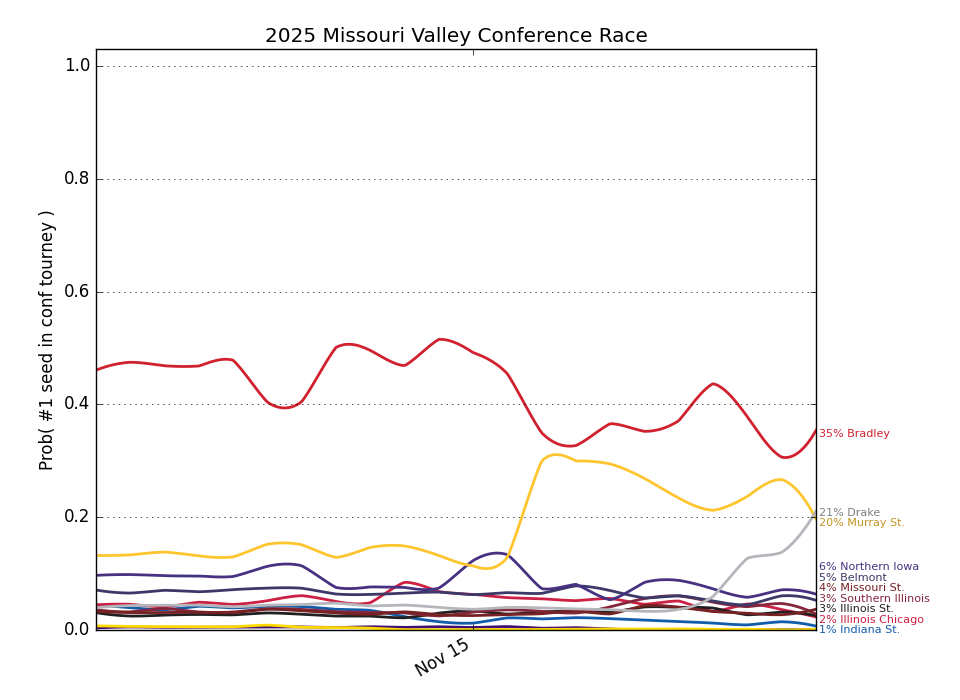 2025 Missouri Valley Conference Race
Prob( #1 seed in conf tourney )
1.0
0.8
0.6
0.4
0.2
0.0
Nov 15
35% Bradley
21% Drake
20% Murray St.
6% Northern Iowa
5% Belmont
4% Missouri St.
3% Southern Illinois
3% Illinois St.
2% Illinois Chicago
1% Indiana St.